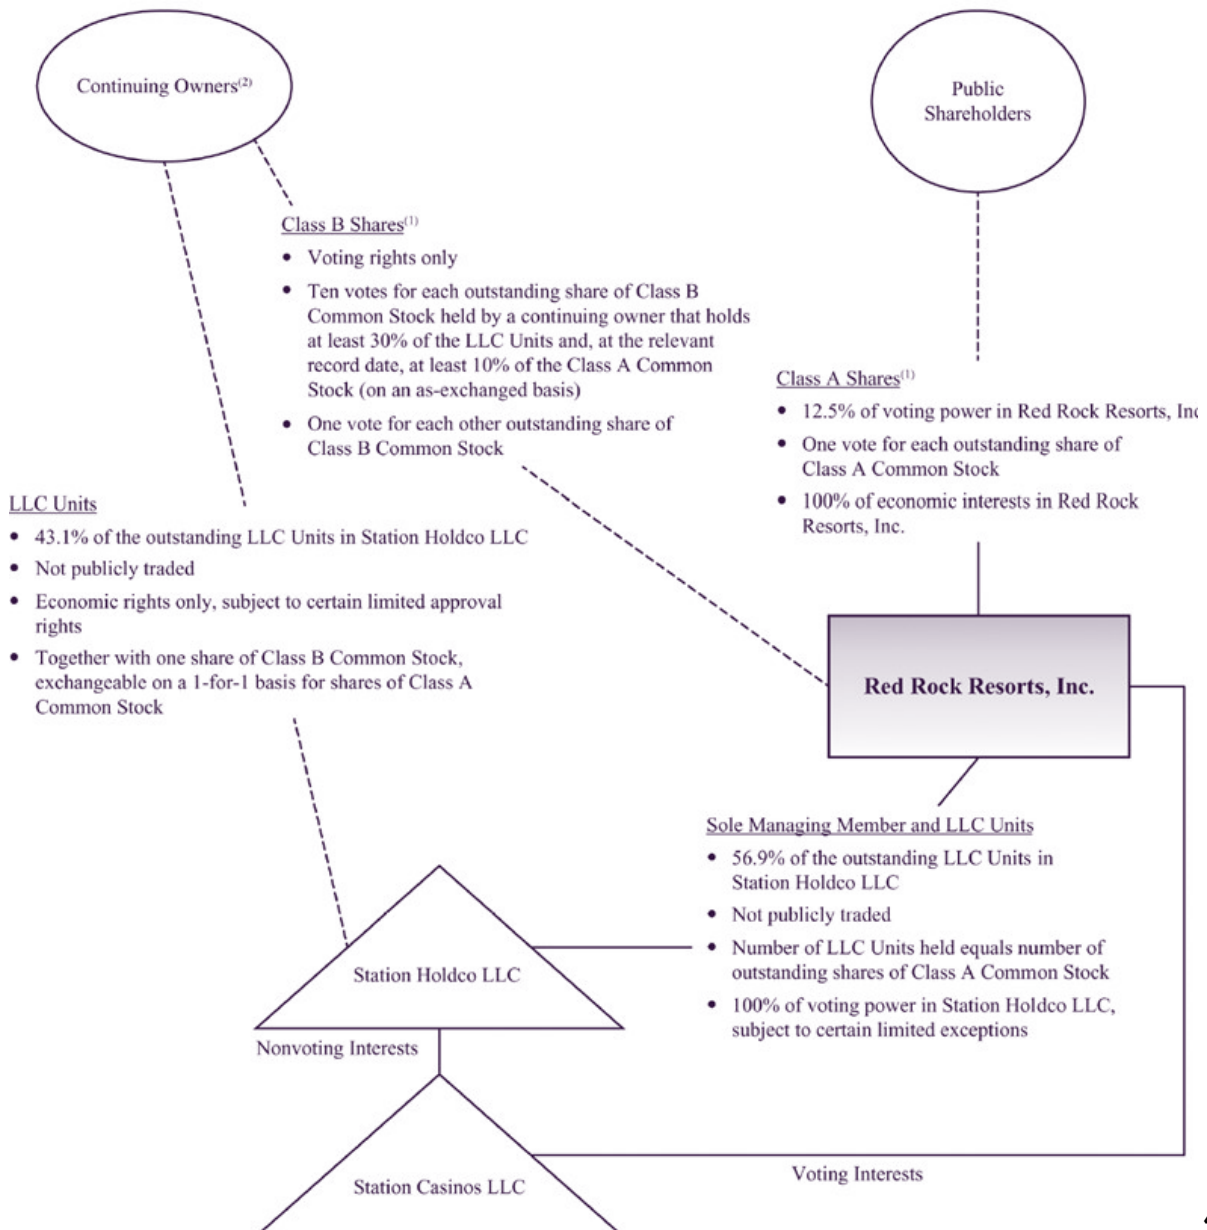 Continuing Owners(2)
Public
Shareholders
Class B Shares(1)
• Voting rights only
• Ten votes for each outstanding share of Class B
Common Stock held by a continuing owner that holds
at least 30% of the LLC Units and, at the relevant
record date, at least 10% of the Class A Common
Stock (on an as-exchanged basis)
• One vote for each other outstanding share of
Class B Common Stock
Class A Shares(1)
• 12.5% of voting power in Red Rock Resorts, Inc
• One vote for each outstanding share of
Class A Common Stock
• 100% of economic interests in Red Rock
Resorts, Inc.
LLC Units
• 43.1% of the outstanding LLC Units in Station Holdco LLC
• Not publicly traded
• Economic rights only, subject to certain limited approval
rights
• Together with one share of Class B Common Stock,
exchangeable on a 1-for-1 basis for shares of Class A
Common Stock
Red Rock Resorts, Inc.
Sole Managing Member and LLC Units
• 56.9% of the outstanding LLC Units in
Station Holdco LLC
• Not publicly traded
• Number of LLC Units held equals number of
outstanding shares of Class A Common Stock
• 100% of voting power in Station Holdco LLC,
subject to certain limited exceptions
Station Holdco LLC
Nonvoting Interests
Voting Interests
Station Casinos LLC